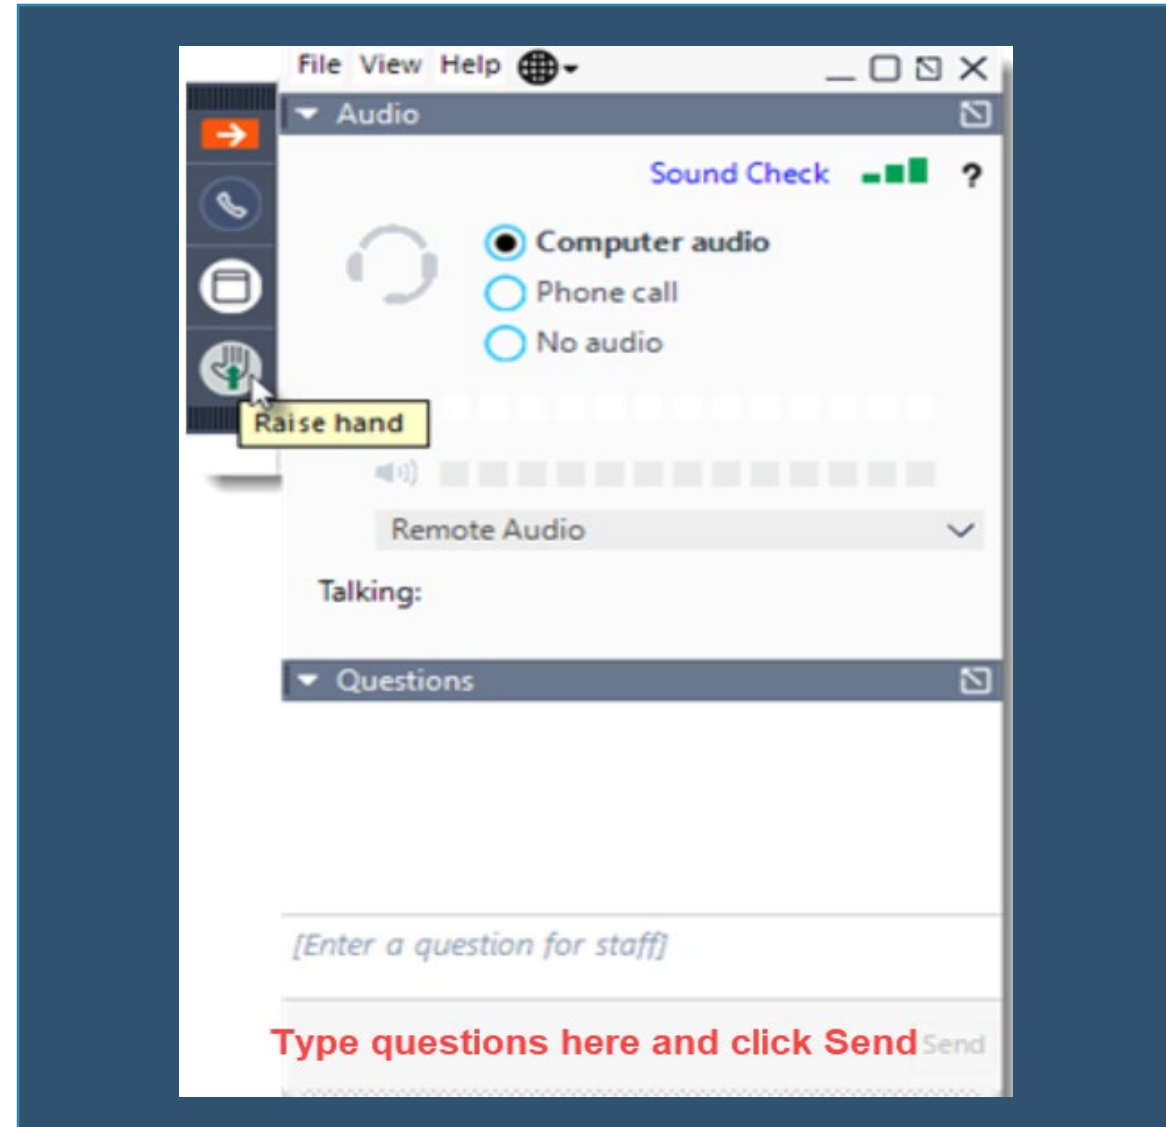 File View Help
Audio
Sound Check ?
Computer audio
Phone call
No audio
Raise hand
Remote Audio
Talking:
Questions
[Enter a question for staff]
Type questions here and click Send Send